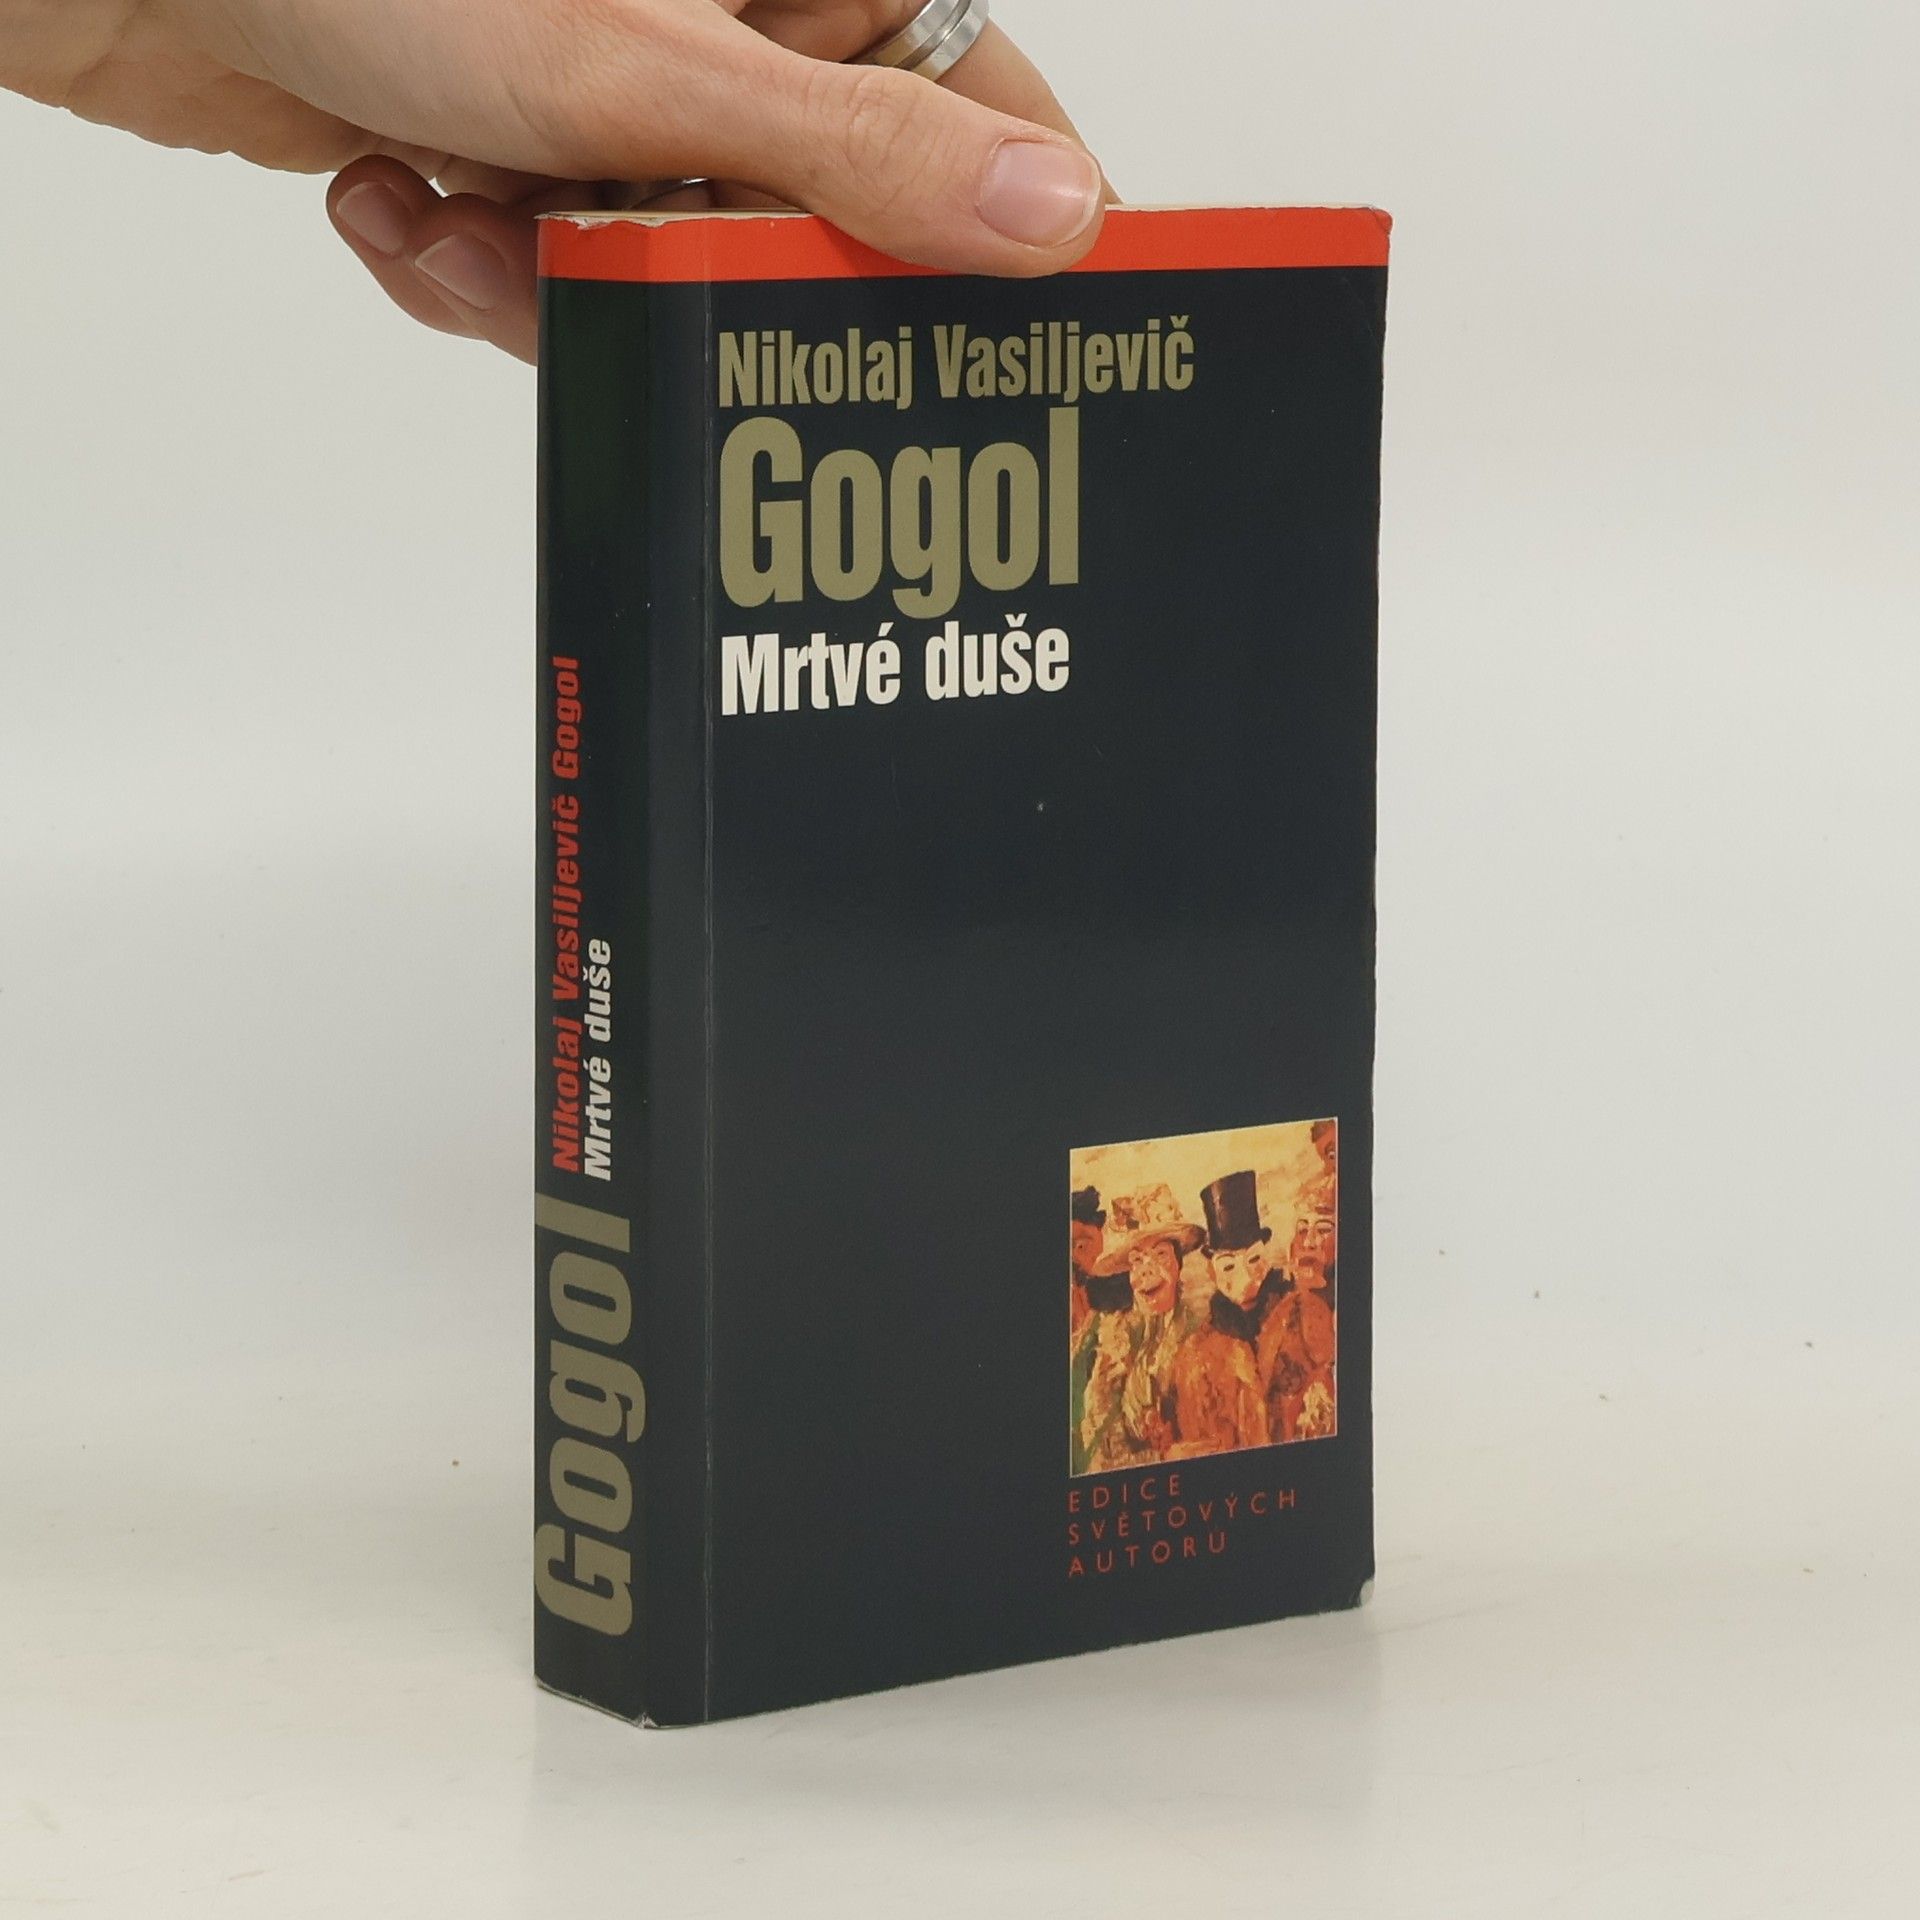 Nikolaj Vasiljevič
Gogol
Mrtvé duše
EDICE
SVĚTOVÝCH
AUTORŮ
Gogol
Nikolaj Vasiljevič Gogol
Mrtvé duše